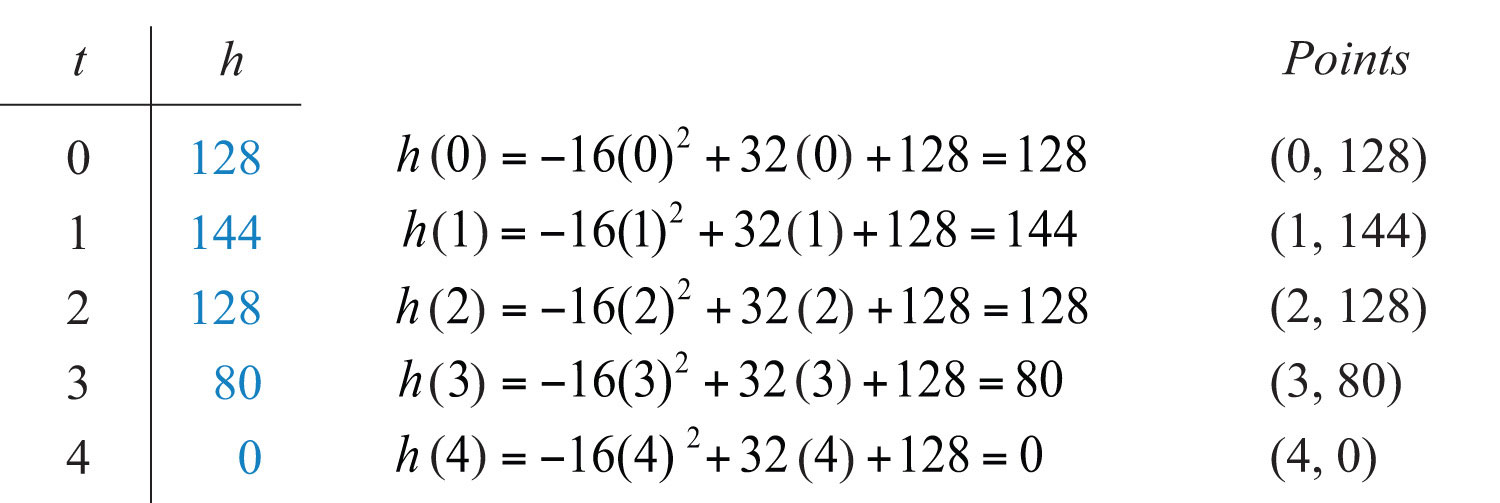 t h Points
0 128 h(0) = −16(0)² + 32(0) + 128 = 128 (0, 128)
1 144 h(1) = −16(1)² + 32(1) + 128 = 144 (1, 144)
2 128 h(2) = −16(2)² + 32(2) + 128 = 128 (2, 128)
3 80 h(3) = −16(3)² + 32(3) + 128 = 80 (3, 80)
4 0 h(4) = −16(4)² + 32(4) + 128 = 0 (4, 0)